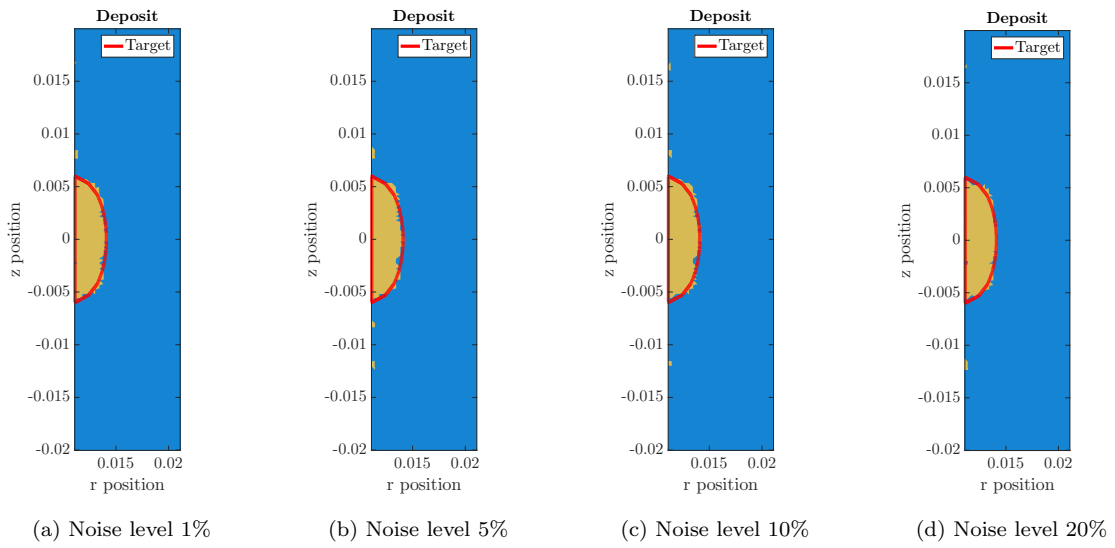 Deposit
Target
0.015
0.01
0.005
0
-0.005
-0.01
-0.015
-0.02
z position
0.015 0.02
r position
(a) Noise level 1%
Deposit
Target
0.015
0.01
0.005
0
-0.005
-0.01
-0.015
-0.02
z position
0.015 0.02
r position
(b) Noise level 5%
Deposit
Target
0.015
0.01
0.005
0
-0.005
-0.01
-0.015
-0.02
z position
0.015 0.02
r position
(c) Noise level 10%
Deposit
Target
0.015
0.01
0.005
0
-0.005
-0.01
-0.015
-0.02
z position
0.015 0.02
r position
(d) Noise level 20%